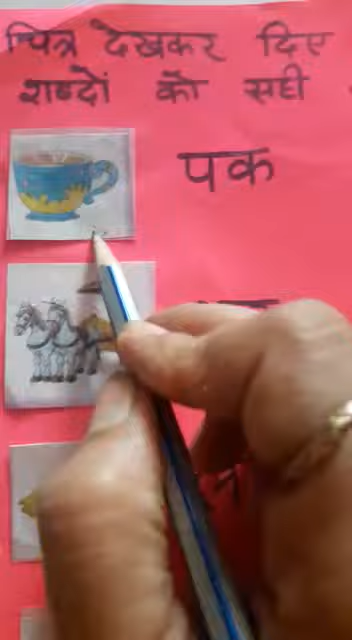 चित्र देखकर दिए
शब्दों को सही
पक